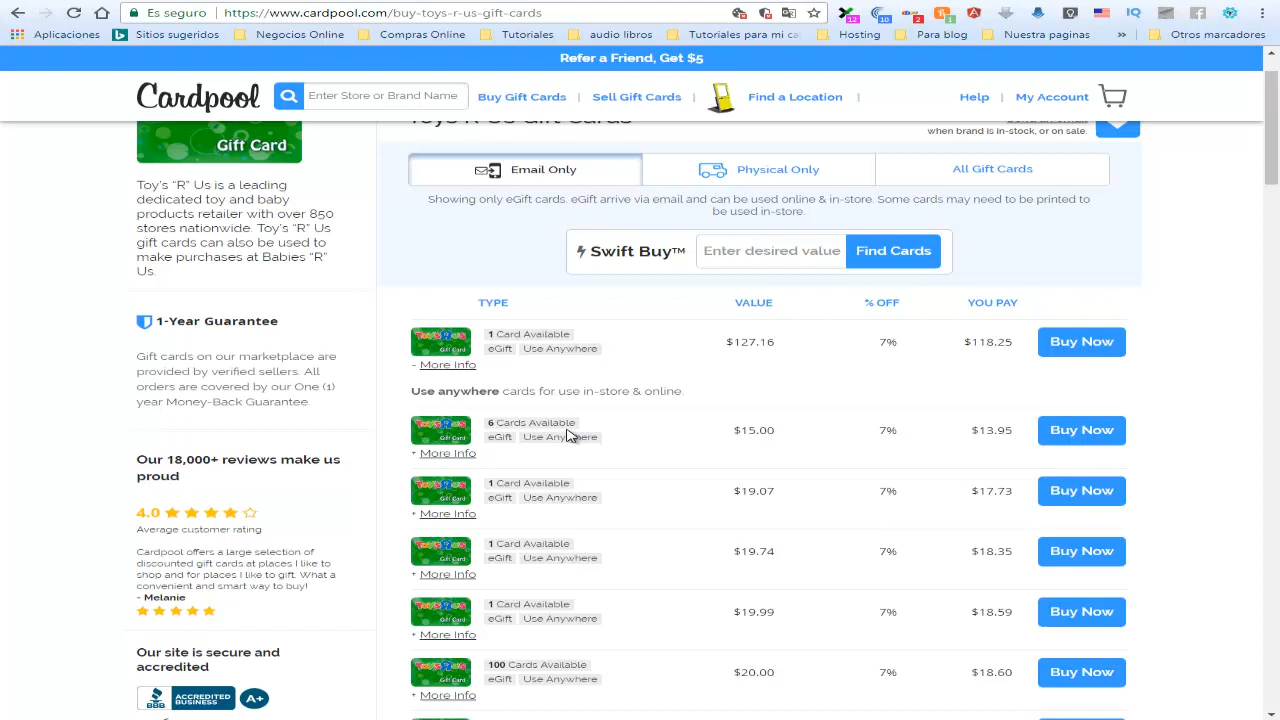 Es seguro | https://www.cardpool.com/buy-toys-r-us-gift-cards
12 10 2 1
Aplicaciones Sitios sugeridos Negocios Online Compras Online Tutoriales audio libros Tutoriales para mi ca Hosting Para blog Nuestra paginas » Otros marcadores
Refer a Friend, Get $5
Cardpool Enter Store or Brand Name Buy Gift Cards | Sell Gift Cards | Find a Location | Help | My Account
Toys R Us Gift Cards
when brand is in-stock, or on sale.
Gift Card
Toy's "R" Us is a leading
dedicated toy and baby
products retailer with over 850
stores nationwide. Toy's "R" Us
gift cards can also be used to
make purchases at Babies "R"
Us.
1-Year Guarantee
Gift cards on our marketplace are
provided by verified sellers. All
orders are covered by our One (1)
year Money-Back Guarantee.
Our 18,000+ reviews make us
proud
4.0
Average customer rating
Cardpool offers a large selection of
discounted gift cards at places I like to
shop and for places I like to gift. What a
convenient and smart way to buy!
- Melanie
Our site is secure and
accredited
BBB ACCREDITED BUSINESS A+
Email Only Physical Only All Gift Cards
Showing only eGift cards. eGift arrive via email and can be used online & in-store. Some cards may need to be printed to
be used in-store.
Swift Buy™ Enter desired value Find Cards
TYPE VALUE % OFF YOU PAY
1 Card Available
eGift Use Anywhere $127.16 7% $118.25 Buy Now
- More Info
Use anywhere cards for use in-store & online.
6 Cards Available
eGift Use Anywhere $15.00 7% $13.95 Buy Now
+ More Info
1 Card Available
eGift Use Anywhere $19.07 7% $17.73 Buy Now
+ More Info
1 Card Available
eGift Use Anywhere $19.74 7% $18.35 Buy Now
+ More Info
1 Card Available
eGift Use Anywhere $19.99 7% $18.59 Buy Now
+ More Info
100 Cards Available
eGift Use Anywhere $20.00 7% $18.60 Buy Now
+ More Info